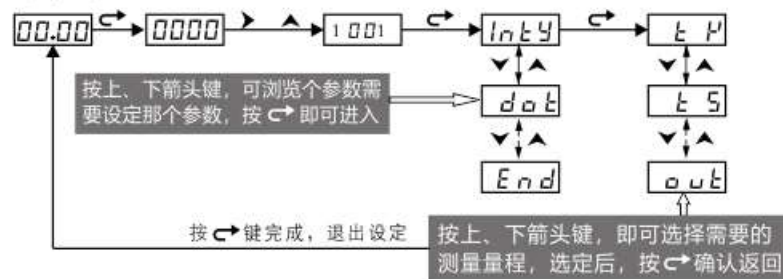 00.00 0000 1001 IntY t K
按上、下箭头键，可浏览个参数需
要设定那个参数，按 即可进入
dot t S
End out
按 键完成，退出设定
按上、下箭头键，即可选择需要的
测量量程，选定后，按 确认返回